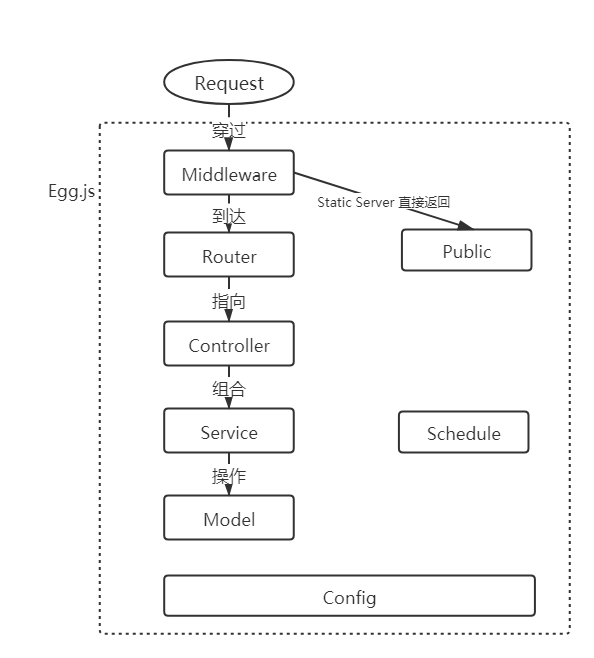 Request
穿过
Egg.js
Middleware
Static Server 直接返回
到达
Router
Public
指向
Controller
组合
Service
Schedule
操作
Model
Config